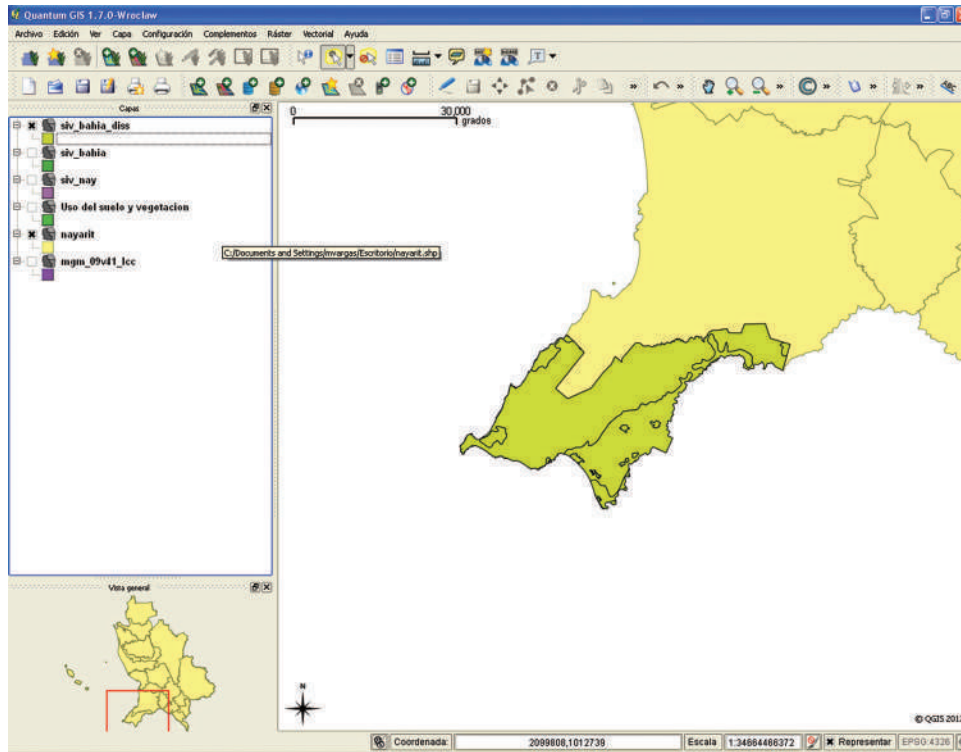 Quantum GIS 1.7.0-Wroclaw
Archivo Edición Ver Capa Configuración Complementos Ráster Vectorial Ayuda
Capas
siv_bahia_diss
siv_bahia
siv_nay
Uso del suelo y vegetacion
nayarit
mgm_09v41_lcc
C:/Documents and Settings/mvargas/Escritorio/nayarit.shp
0 30,000
grados
Vista general
N
© QGIS 2012
Coordenada: 2099808,1012739 Escala 1:34664466372 Representar EPSG:4326